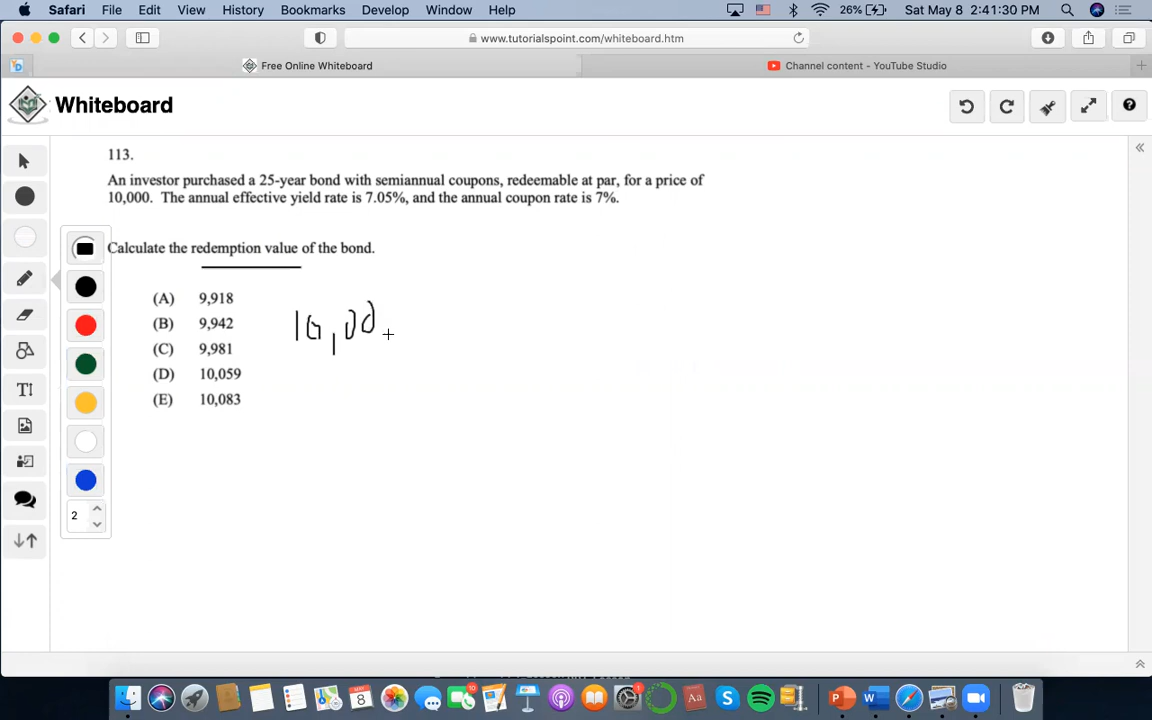 Safari File Edit View History Bookmarks Develop Window Help 26% Sat May 8 2:41:30 PM
www.tutorialspoint.com/whiteboard.htm
Free Online Whiteboard Channel content - YouTube Studio
Whiteboard
113.
An investor purchased a 25-year bond with semiannual coupons, redeemable at par, for a price of
10,000. The annual effective yield rate is 7.05%, and the annual coupon rate is 7%.
Calculate the redemption value of the bond.
(A) 9,918
(B) 9,942
(C) 9,981
(D) 10,059
(E) 10,083
10,00
2